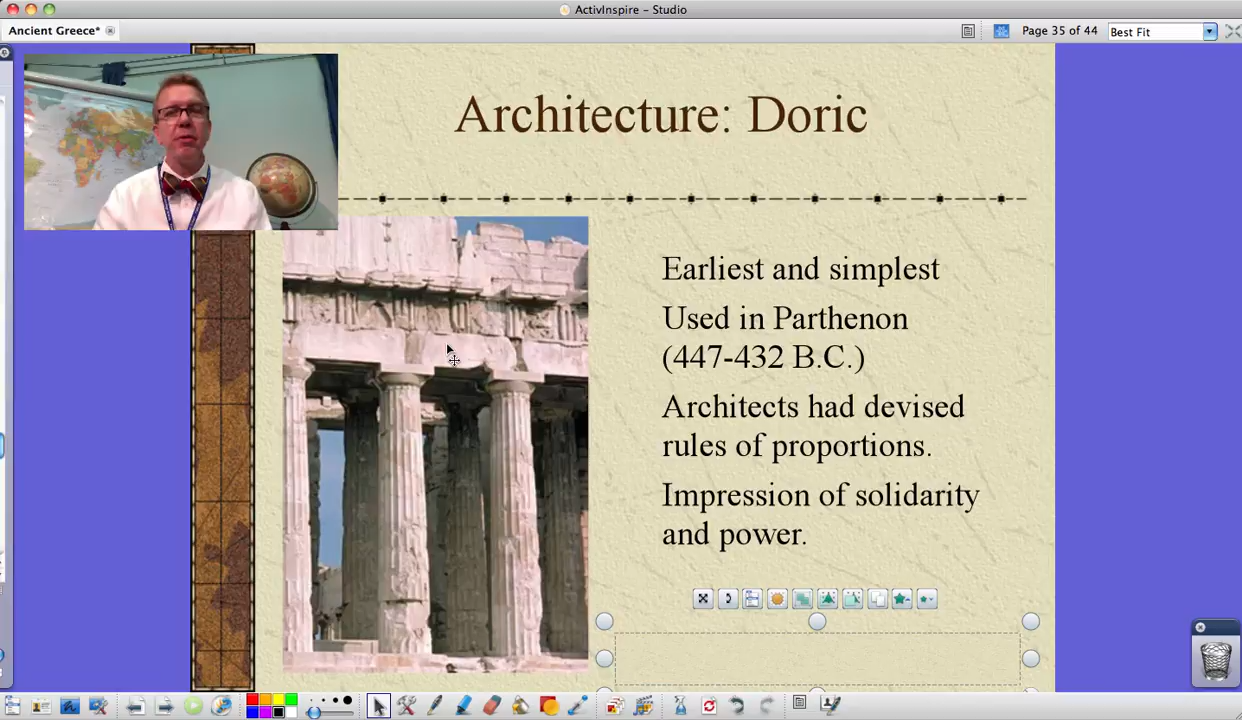 ActivInspire - Studio
Ancient Greece*
Page 35 of 44
Best Fit
Architecture: Doric
Earliest and simplest
Used in Parthenon
(447-432 B.C.)
Architects had devised
rules of proportions.
Impression of solidarity
and power.